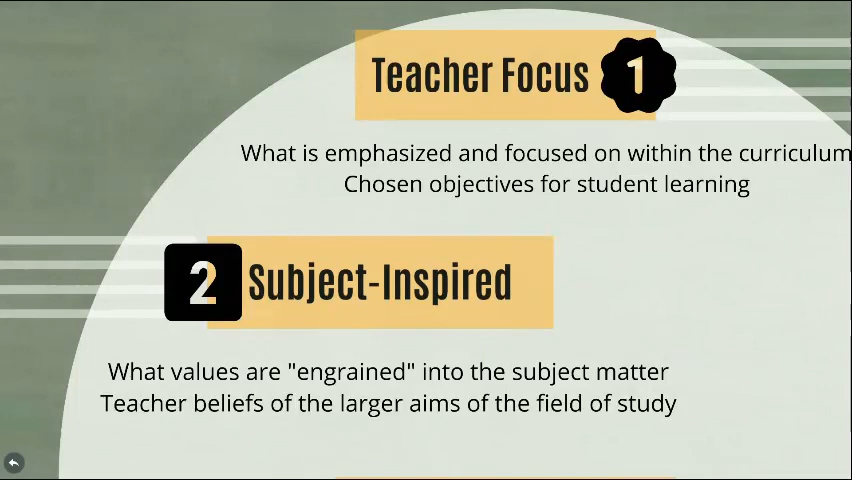 Teacher Focus 1
What is emphasized and focused on within the curriculum
Chosen objectives for student learning
2 Subject-Inspired
What values are "engrained" into the subject matter
Teacher beliefs of the larger aims of the field of study